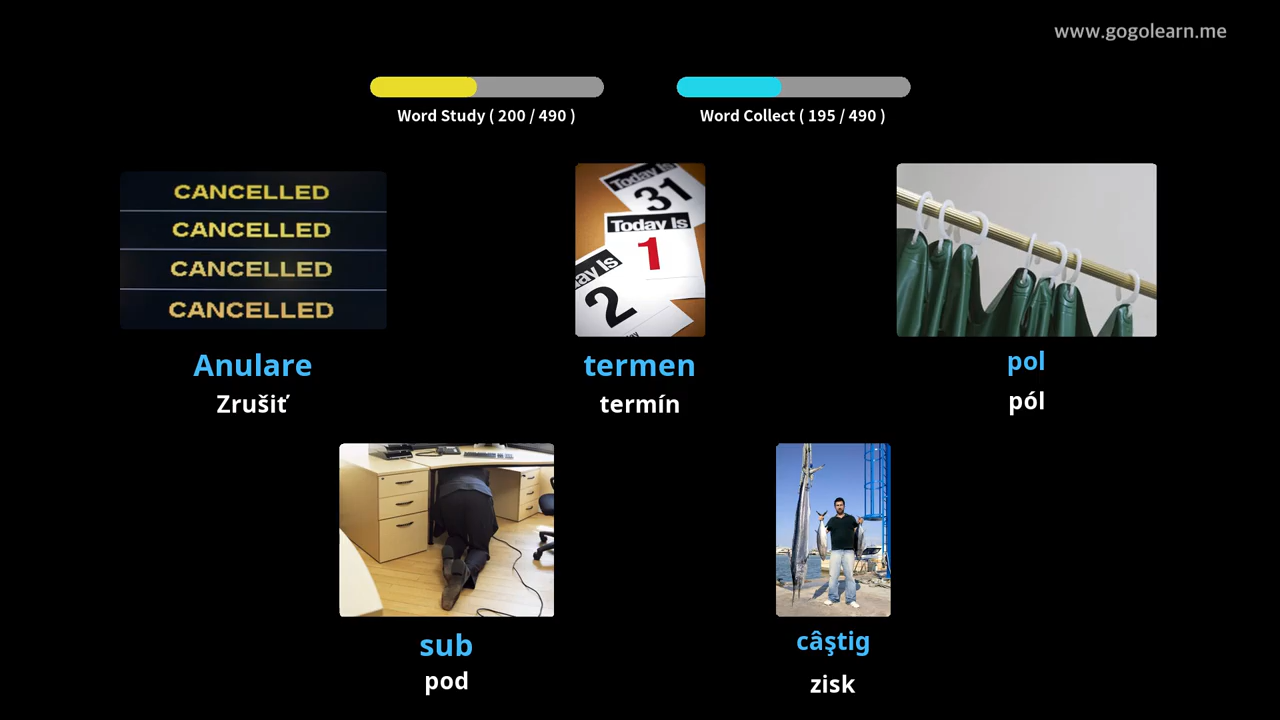 www.gogolearn.me
Word Study ( 200 / 490 )
Word Collect ( 195 / 490 )
CANCELLED
CANCELLED
CANCELLED
CANCELLED
Today Is
31
Today Is
1
ay Is
2
Anulare
Zrušiť
termen
termín
pol
pól
sub
pod
câştig
zisk